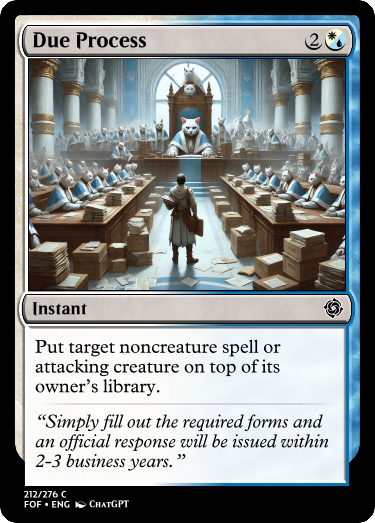 Due Process 2
Instant
Put target noncreature spell or
attacking creature on top of its
owner's library.
“Simply fill out the required forms and
an official response will be issued within
2-3 business years.”
212/276 C
FOF • ENG ChatGPT